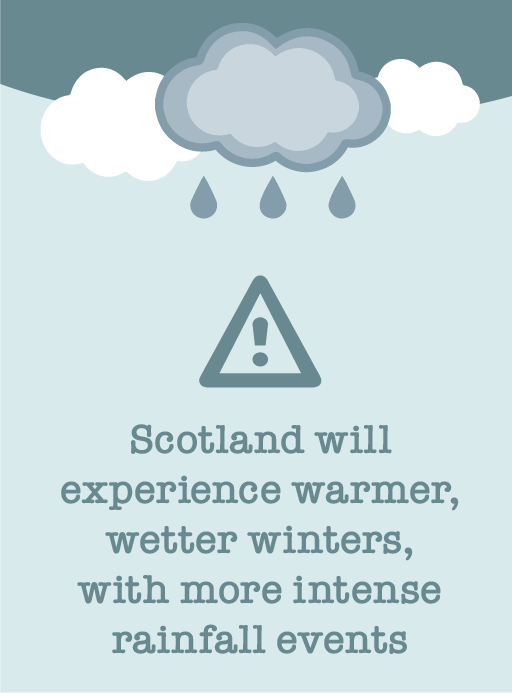 Scotland will
experience warmer,
wetter winters,
with more intense
rainfall events